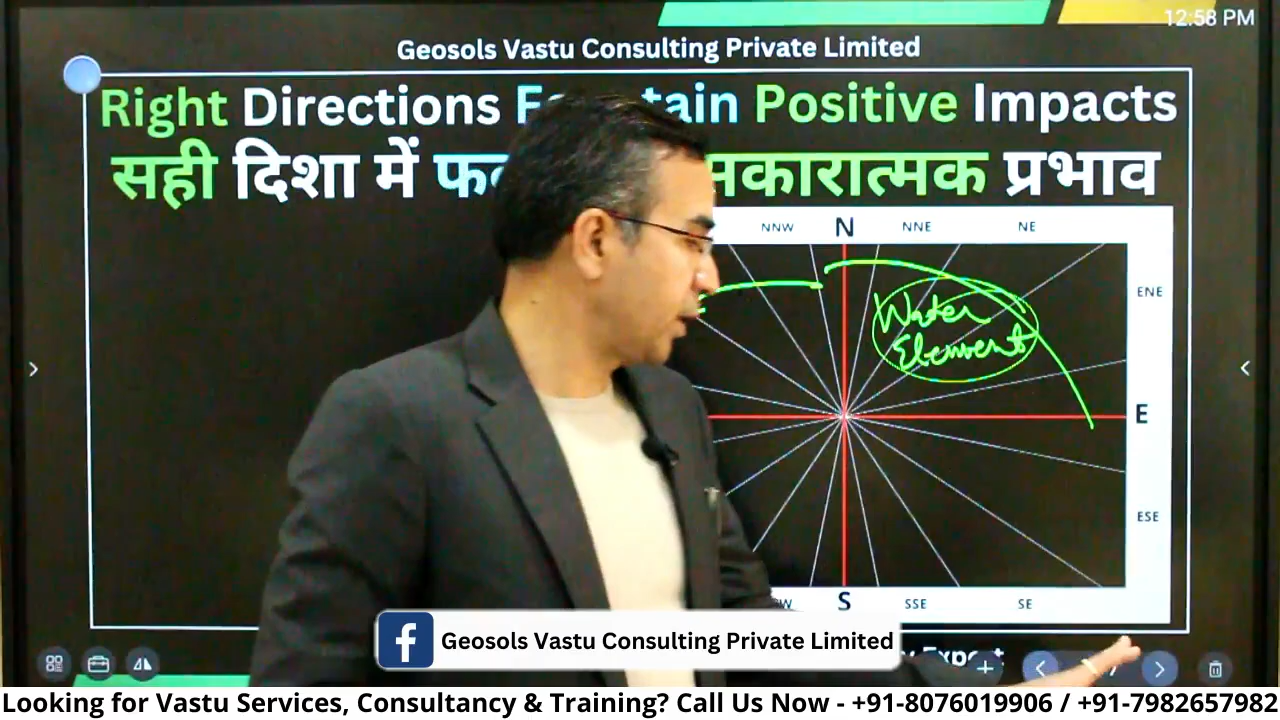 12:58 PM
Geosols Vastu Consulting Private Limited
Right Directions Positive Impacts
सही दिशा में प्रभाव
NNW N NNE NE
ENE
Water
Element
E
ESE
S SSE SE
Geosols Vastu Consulting Private Limited
Looking for Vastu Services, Consultancy & Training? Call Us Now - +91-8076019906 / +91-7982657982